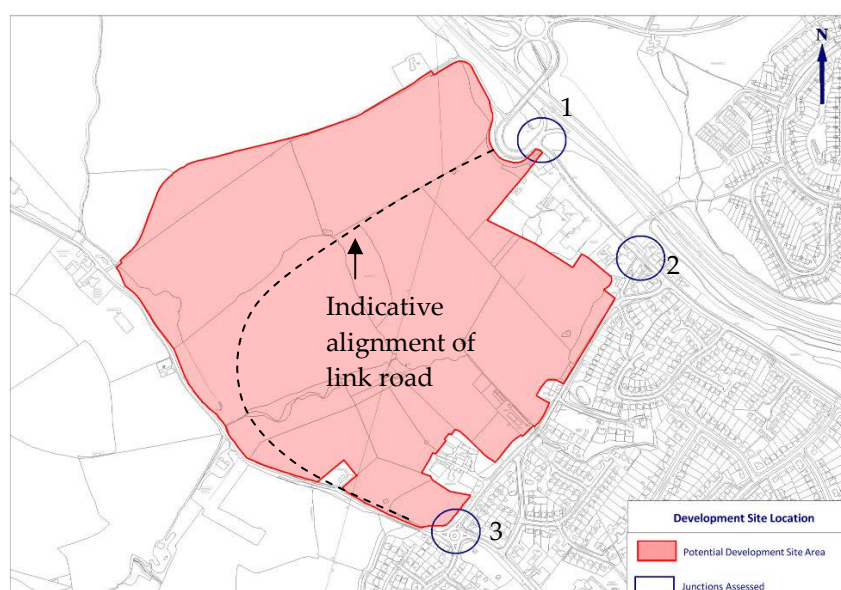 N
1
2
Indicative
alignment of
link road
3
Development Site Location
Potential Development Site Area
Junctions Assessed